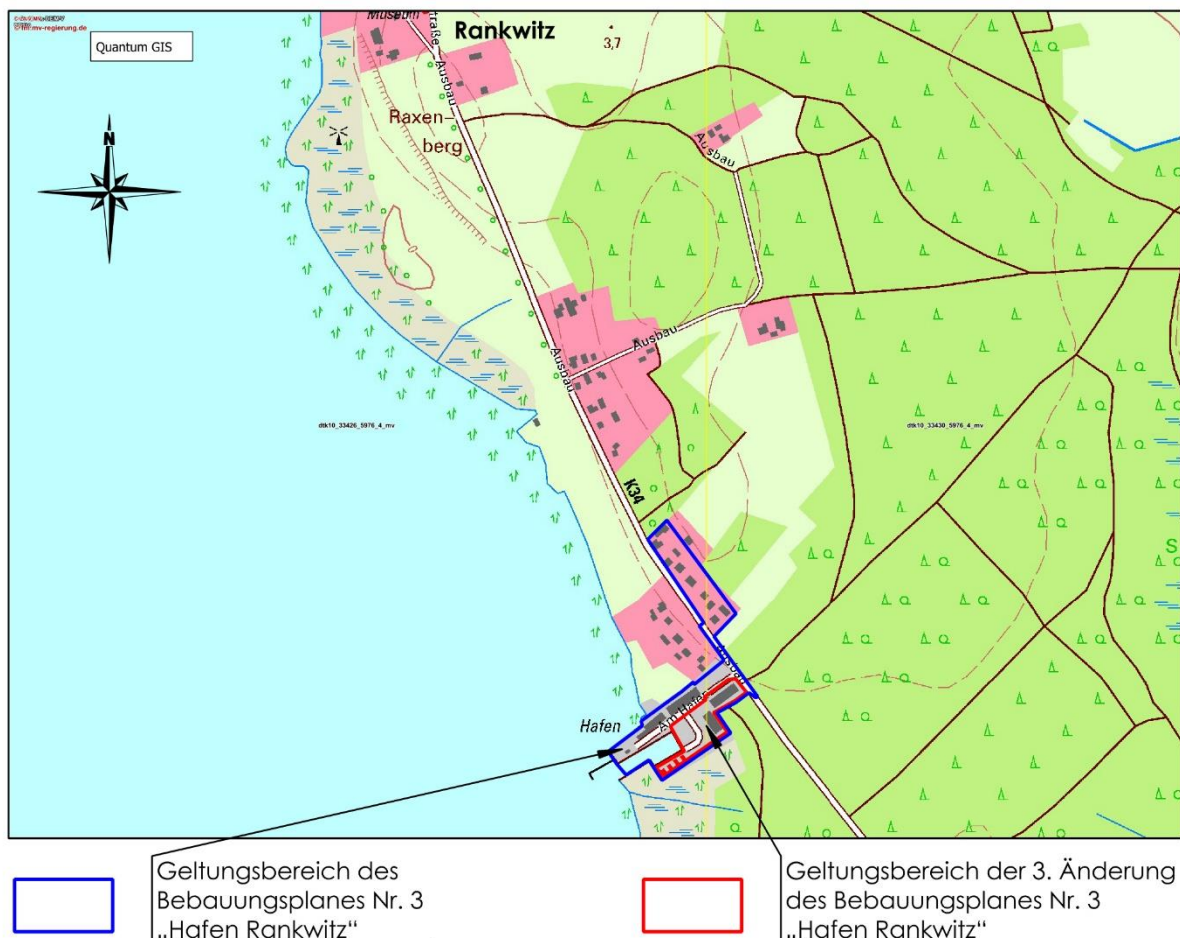 © GeoBasis-DE/M-V
© LUNG mv-regierung.de
Quantum GIS
Museum
Straße
Ausbau
Rankwitz
3,7
N
Raxen-
berg
Ausbau
Ausbau
Ausbau
dtk10_33426_5976_4_mv
dtk10_33430_5976_4_mv
K34
S
Ausbau
Am Hafen
Hafen
Geltungsbereich des
Bebauungsplanes Nr. 3
„Hafen Rankwitz“
Geltungsbereich der 3. Änderung
des Bebauungsplanes Nr. 3
„Hafen Rankwitz“